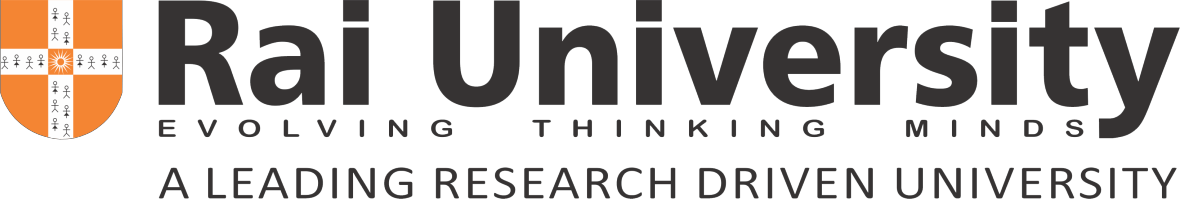 Rai University
EVOLVING THINKING MINDS
A LEADING RESEARCH DRIVEN UNIVERSITY